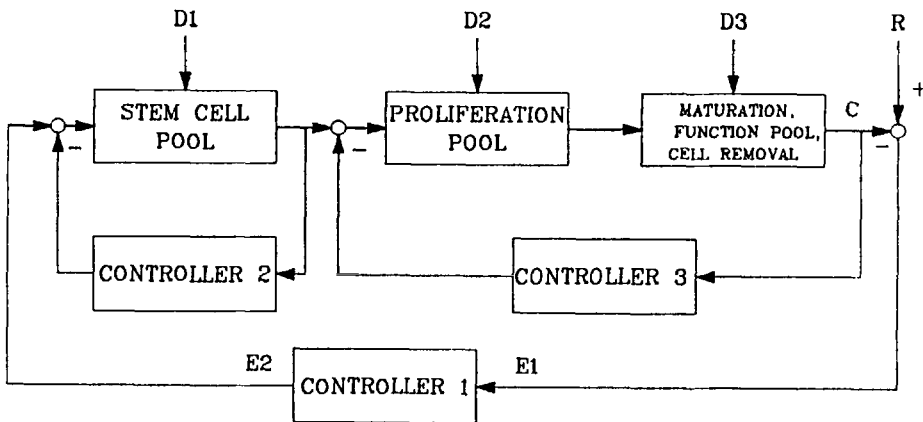 D1
D2
D3
R
+
STEM CELL
POOL
PROLIFERATION
POOL
MATURATION,
FUNCTION POOL,
CELL REMOVAL
C
-
-
-
CONTROLLER 2
CONTROLLER 3
E2
CONTROLLER 1
E1